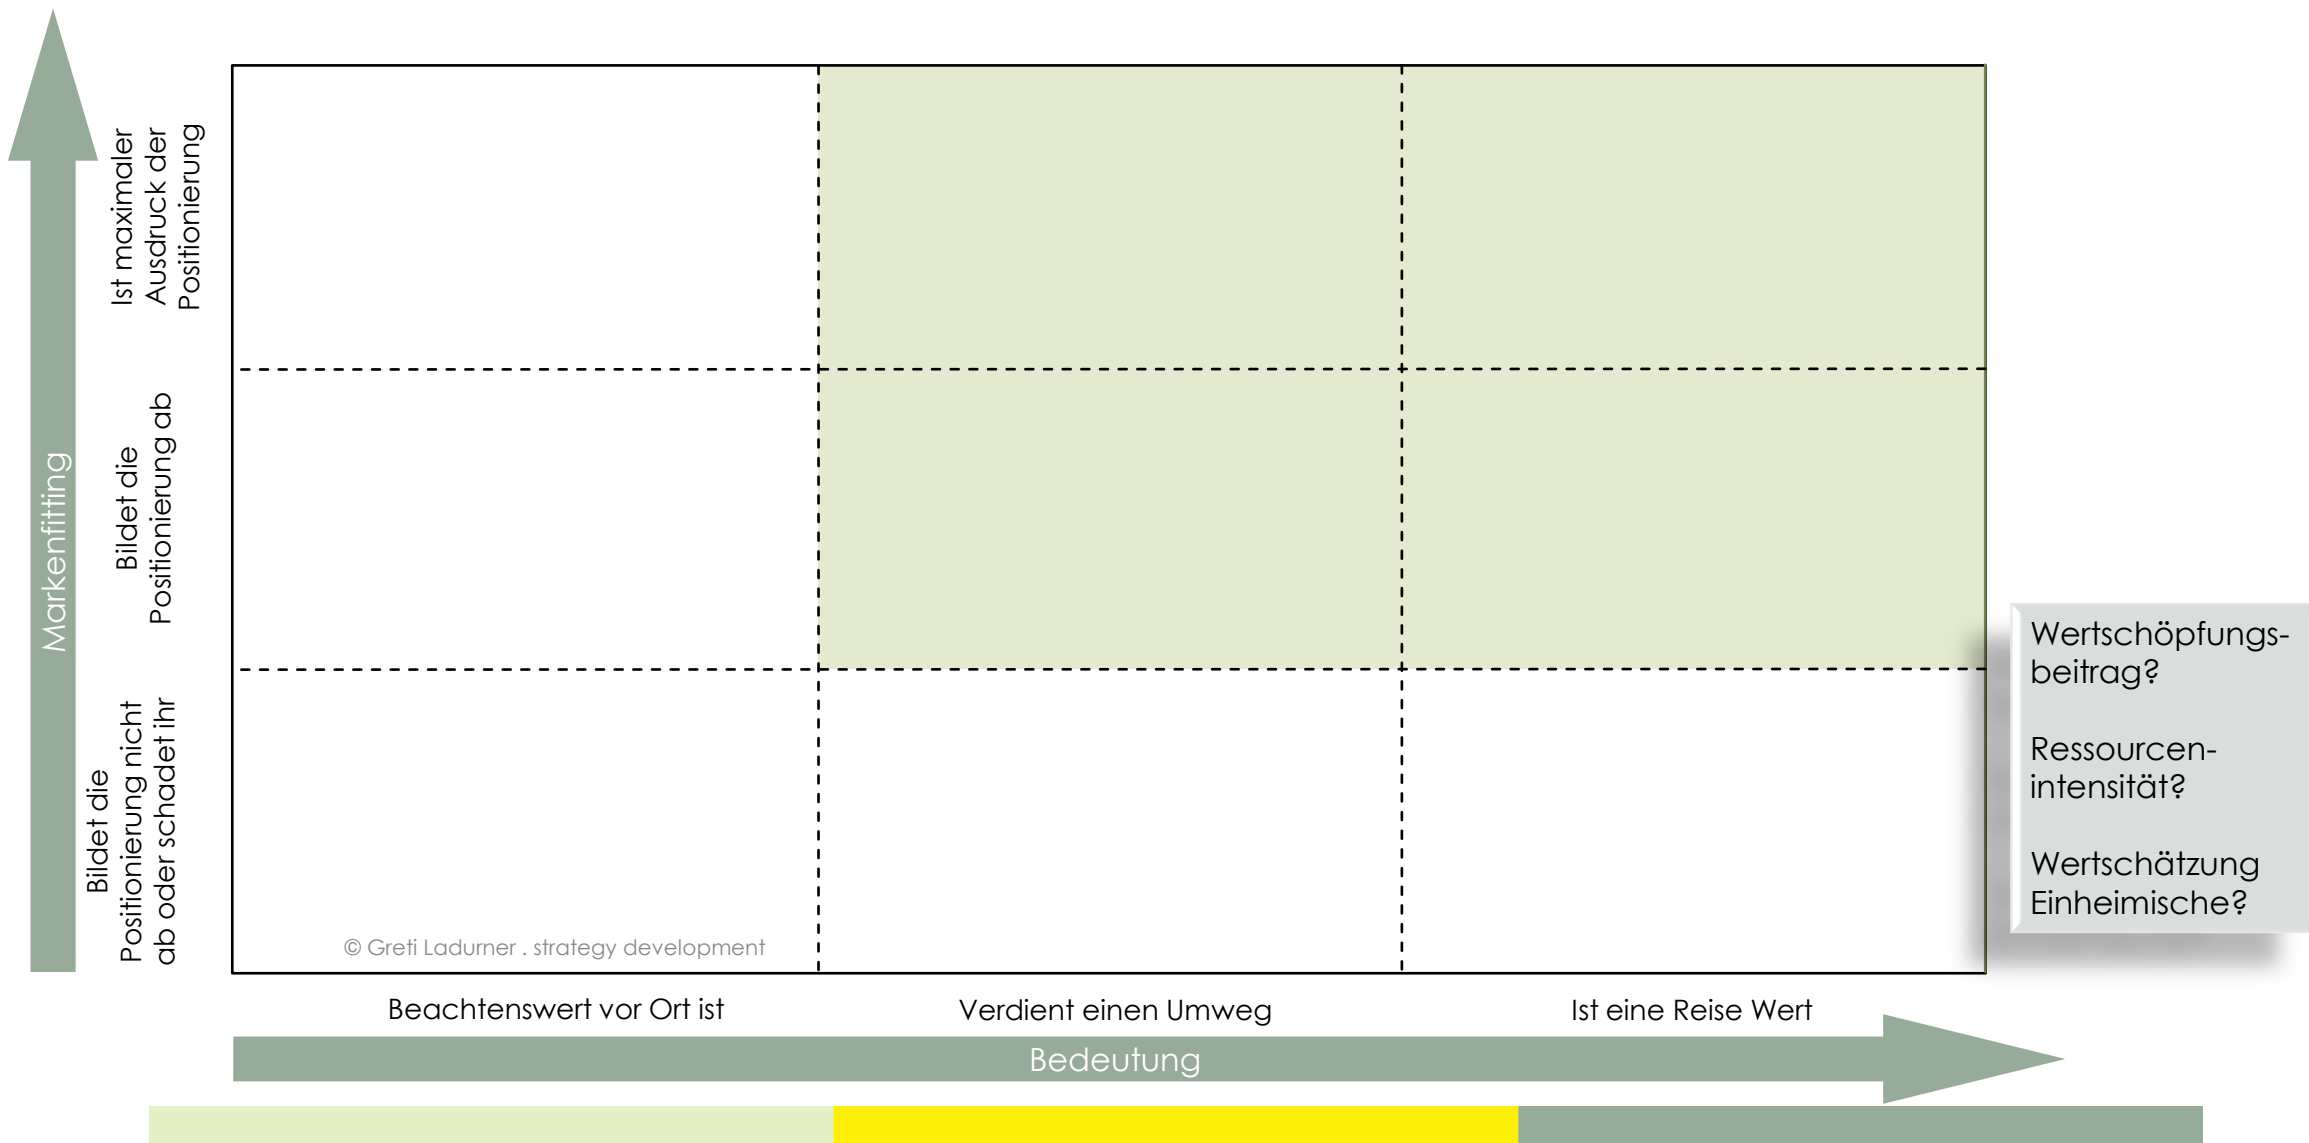 Markenfitting
Ist maximaler
Ausdruck der
Positionierung
Bildet die
Positionierung ab
Bildet die
Positionierung nicht
ab oder schadet ihr
© Greti Ladurner . strategy development
Wertschöpfungs-
beitrag?
Ressourcen-
intensität?
Wertschätzung
Einheimische?
Beachtenswert vor Ort ist
Verdient einen Umweg
Ist eine Reise Wert
Bedeutung